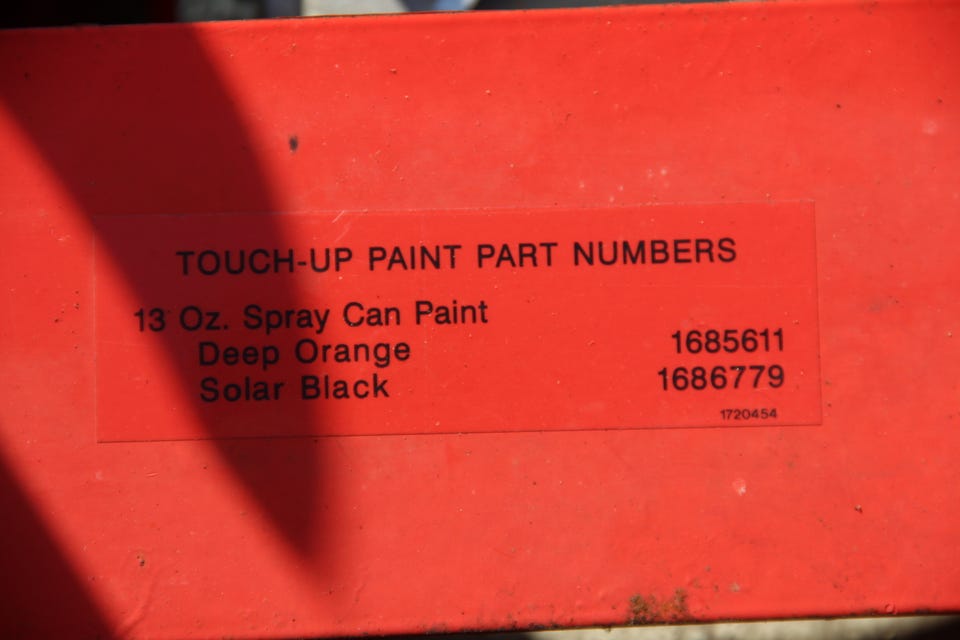 TOUCH-UP PAINT PART NUMBERS
13 Oz. Spray Can Paint
Deep Orange 1685611
Solar Black 1686779
1720454